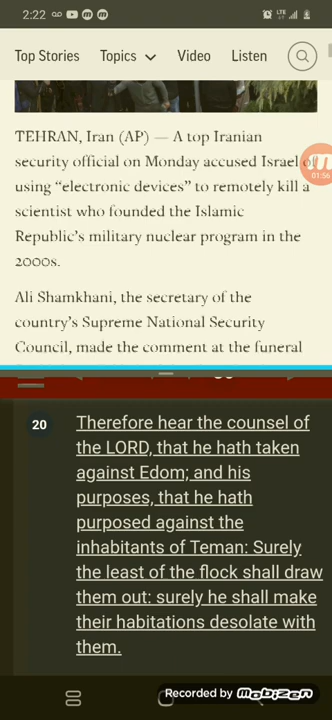 2:22
LTE
Top Stories Topics Video Listen
01:56
TEHRAN, Iran (AP) — A top Iranian
security official on Monday accused Israel of
using “electronic devices” to remotely kill a
scientist who founded the Islamic
Republic’s military nuclear program in the
2000s.
Ali Shamkhani, the secretary of the
country’s Supreme National Security
Council, made the comment at the funeral
20 Therefore hear the counsel of
the LORD, that he hath taken
against Edom; and his
purposes, that he hath
purposed against the
inhabitants of Teman: Surely
the least of the flock shall draw
them out: surely he shall make
their habitations desolate with
them.
Recorded by mobizen